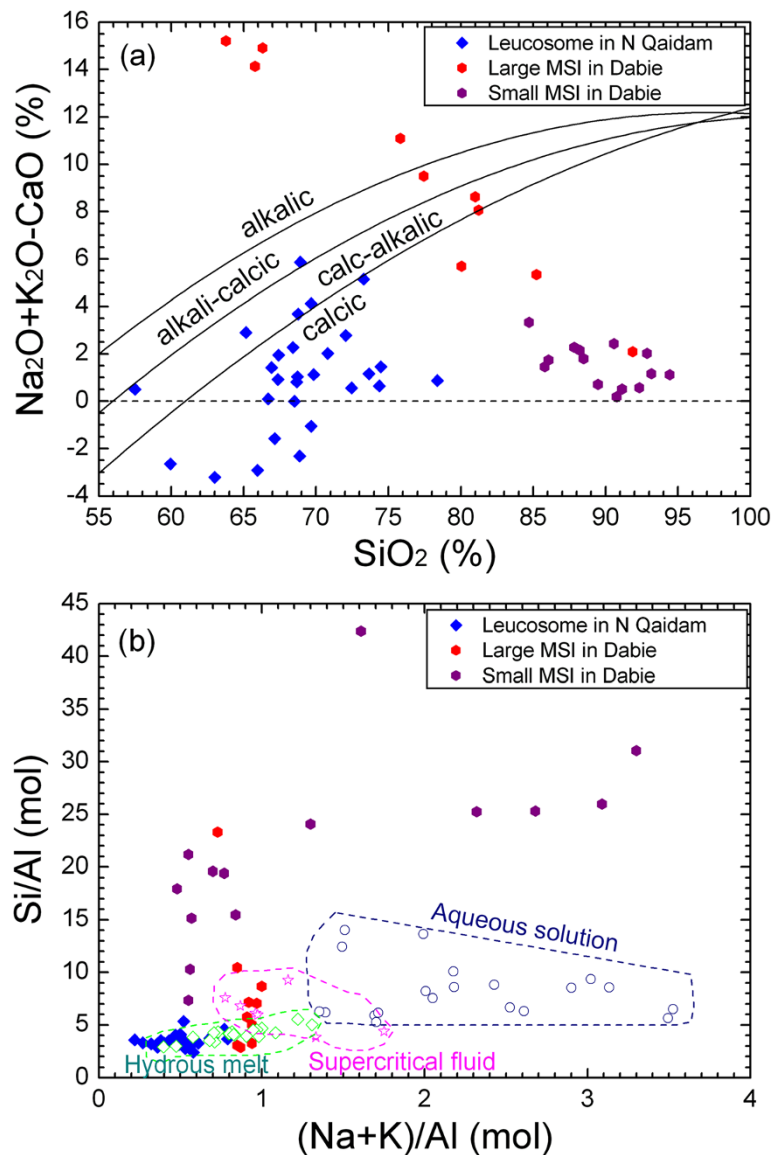 (a)
Leucosome in N Qaidam
Large MSI in Dabie
Small MSI in Dabie
alkalic
alkali-calcic
calc-alkalic
calcic
16
14
12
10
8
6
4
2
0
-2
-4
Na₂O+K₂O-CaO (%)
55 60 65 70 75 80 85 90 95 100
SiO₂ (%)
(b)
Leucosome in N Qaidam
Large MSI in Dabie
Small MSI in Dabie
Aqueous solution
Hydrous melt
Supercritical fluid
45
40
35
30
25
20
15
10
5
0
Si/Al (mol)
0 1 2 3 4
(Na+K)/Al (mol)